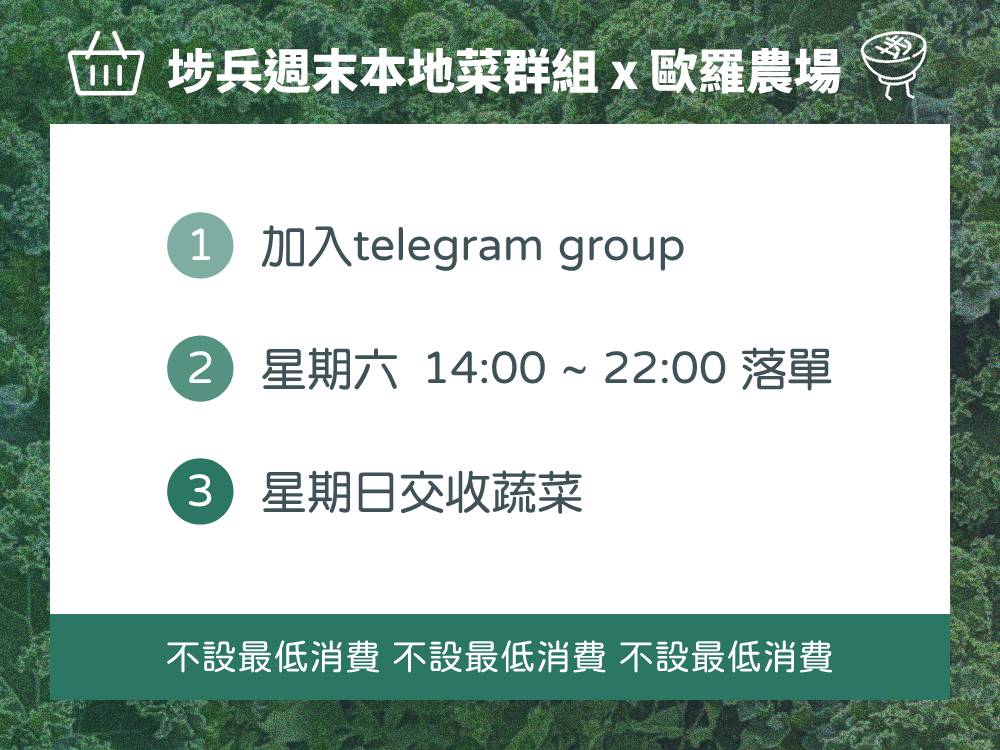 埗兵週末本地菜群組 x 歐羅農場
埗
1 加入telegram group
2 星期六 14:00 ~ 22:00 落單
3 星期日交收蔬菜
不設最低消費 不設最低消費 不設最低消費